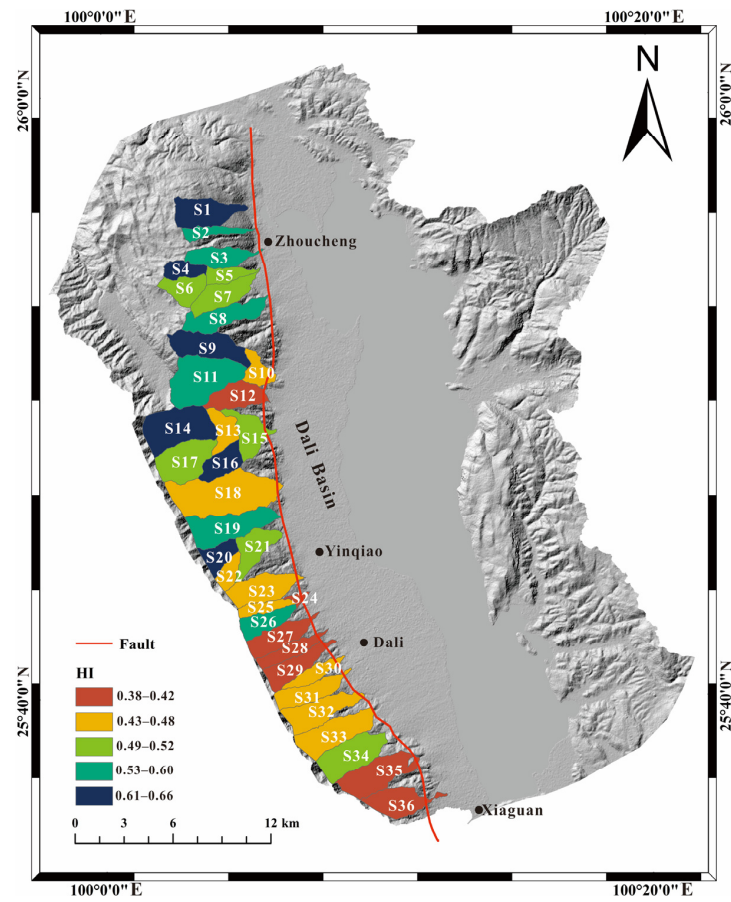 100°0'0"E
100°20'0"E
26°0'0"N
26°0'0"N
N
S1
S2
Zhoucheng
S3
S4
S5
S6
S7
S8
S9
S10
S11
S12
S14
S13
S15
Dali Basin
S17
S16
S18
S19
S21
Yinqiao
S20
S22
S23
S24
S25
S26
S27
Dali
S28
Fault
S29
S30
HI
0.38–0.42
S31
0.43–0.48
S32
0.49–0.52
S33
S34
0.53–0.60
S35
0.61–0.66
S36
Xiaguan
25°40'0"N
25°40'0"N
0 3 6 12 km
100°0'0"E
100°20'0"E